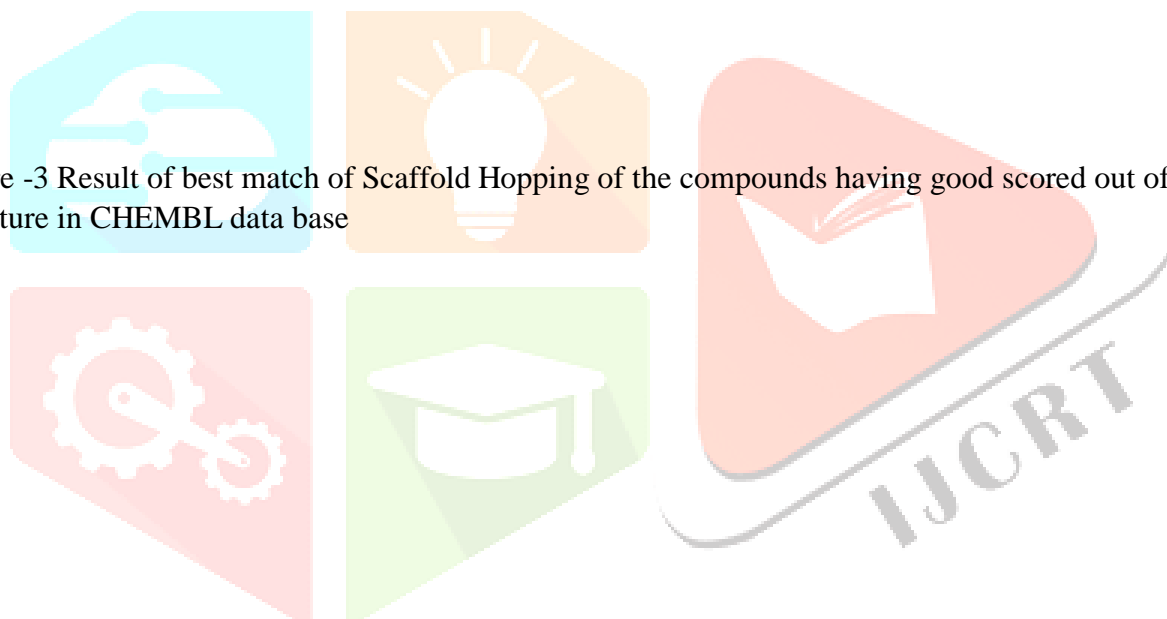 e -3 Result of best match of Scaffold Hopping of the compounds having good scored out of
ture in CHEMBL data base
IJCRT